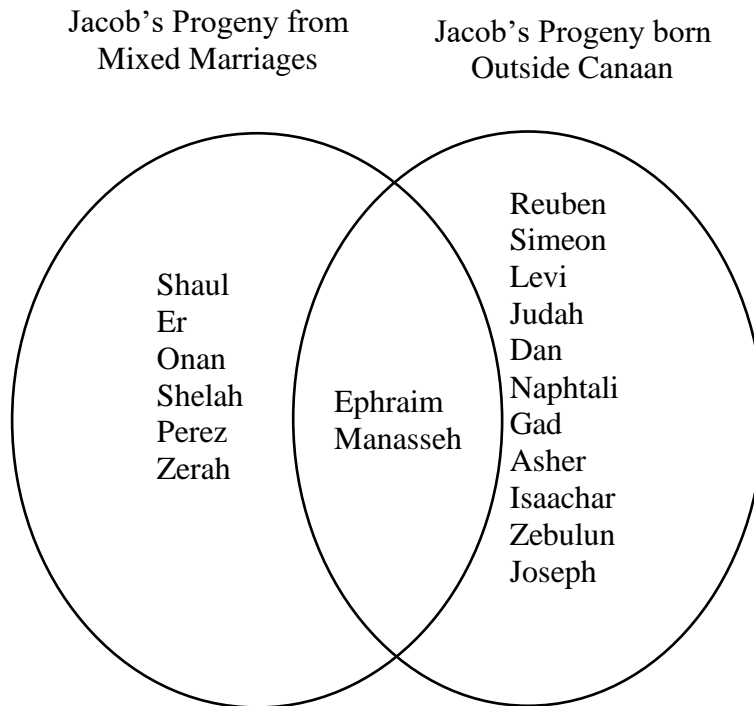 Jacob’s Progeny from
Mixed Marriages
Jacob’s Progeny born
Outside Canaan
Shaul
Er
Onan
Shelah
Perez
Zerah
Ephraim
Manasseh
Reuben
Simeon
Levi
Judah
Dan
Naphtali
Gad
Asher
Isaachar
Zebulun
Joseph